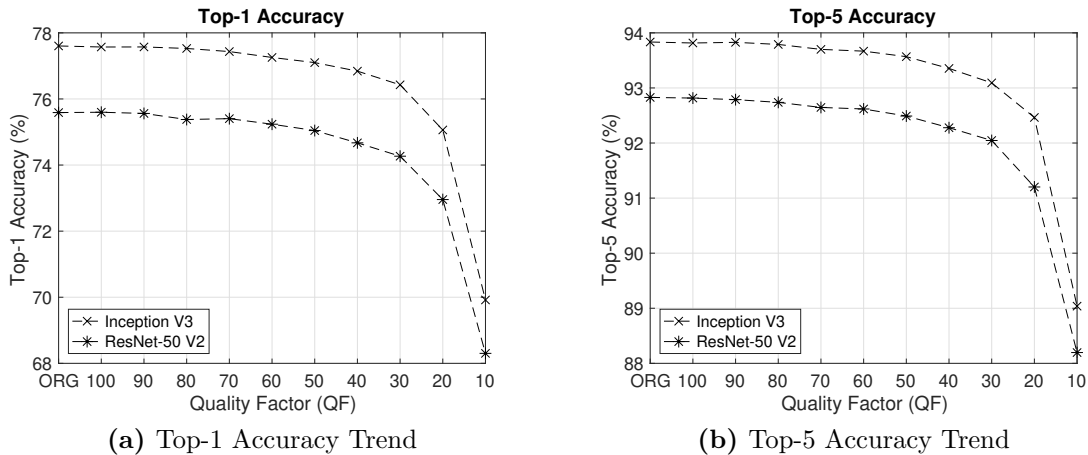 Top-1 Accuracy
78
76
74
72
70
68
Top-1 Accuracy (%)
Inception V3
ResNet-50 V2
ORG 100 90 80 70 60 50 40 30 20 10
Quality Factor (QF)
(a) Top-1 Accuracy Trend
Top-5 Accuracy
94
93
92
91
90
89
88
Top-5 Accuracy (%)
Inception V3
ResNet-50 V2
ORG 100 90 80 70 60 50 40 30 20 10
Quality Factor (QF)
(b) Top-5 Accuracy Trend